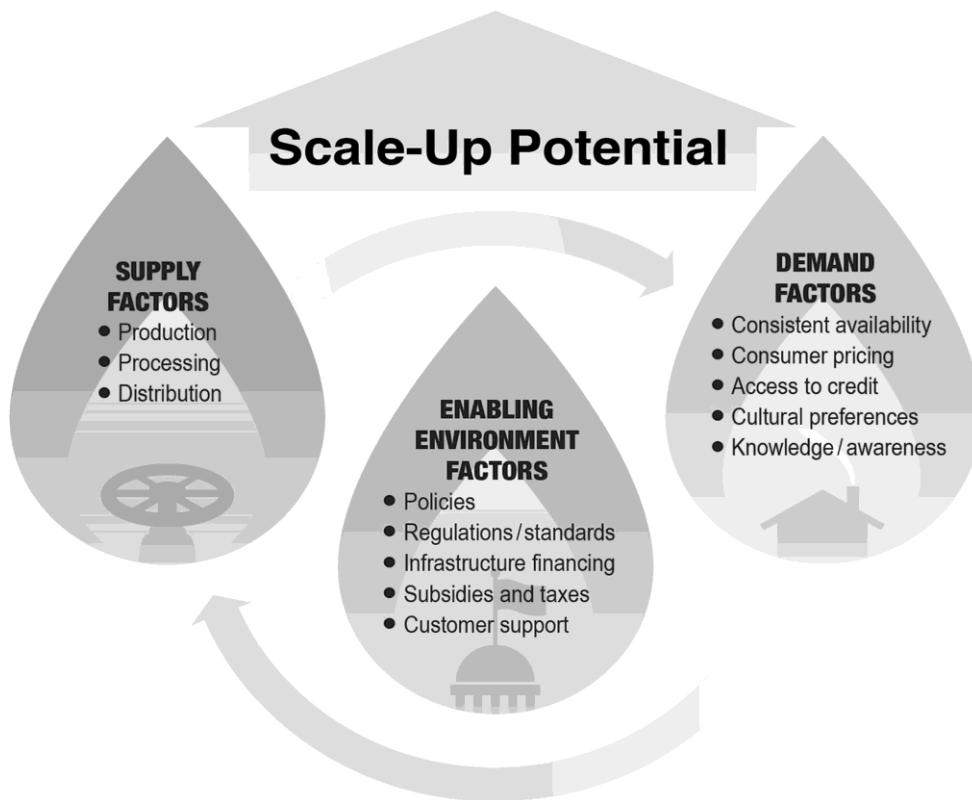 Scale-Up Potential
SUPPLY
FACTORS
• Production
• Processing
• Distribution
ENABLING
ENVIRONMENT
FACTORS
• Policies
• Regulations/standards
• Infrastructure financing
• Subsidies and taxes
• Customer support
DEMAND
FACTORS
• Consistent availability
• Consumer pricing
• Access to credit
• Cultural preferences
• Knowledge/awareness